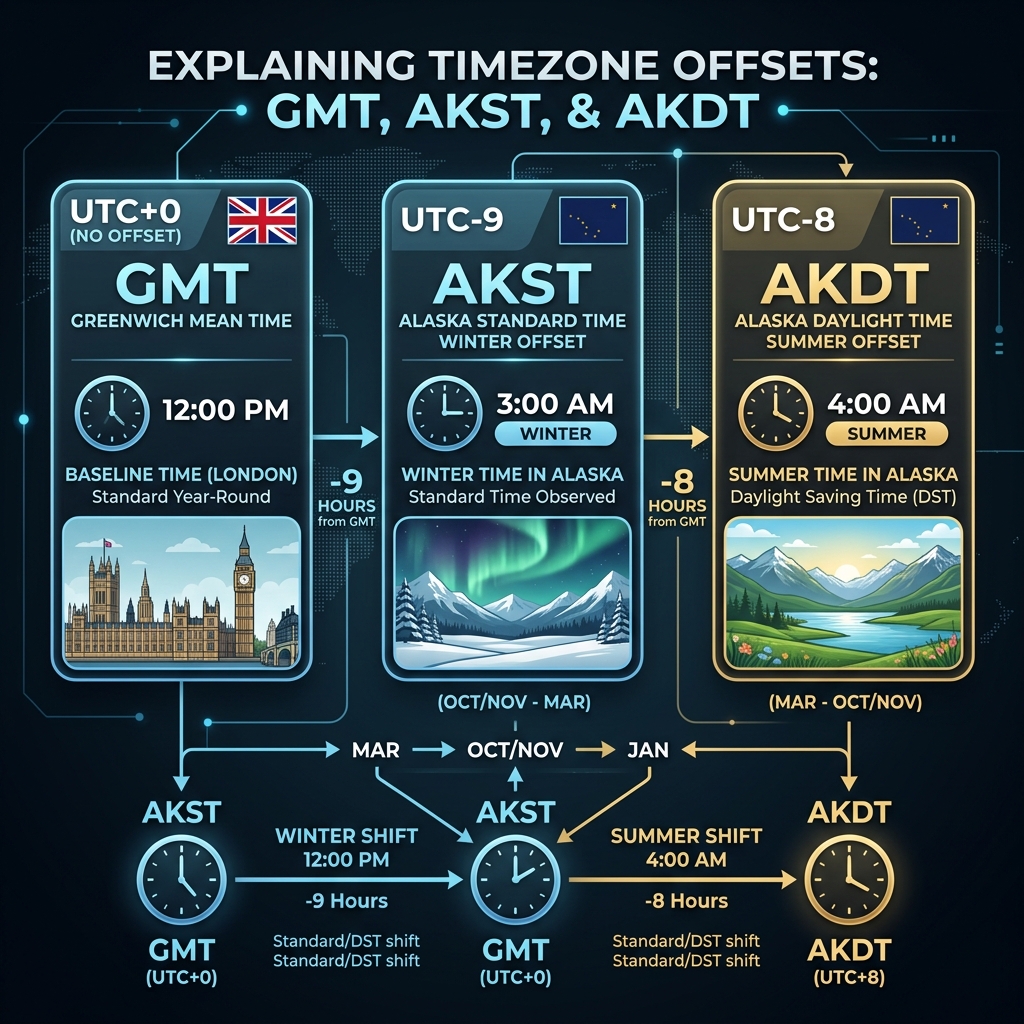 EXPLAINING TIMEZONE OFFSETS:
GMT, AKST, & AKDT
UTC+0
(NO OFFSET)
GMT
GREENWICH MEAN TIME
12:00 PM
BASELINE TIME (LONDON)
Standard Year-Round
-9
HOURS
from GMT
UTC-9
AKST
ALASKA STANDARD TIME
WINTER OFFSET
3:00 AM
WINTER
WINTER TIME IN ALASKA
Standard Time Observed
(OCT/NOV - MAR)
-8
HOURS
from GMT
UTC-8
AKDT
ALASKA DAYLIGHT TIME
SUMMER OFFSET
4:00 AM
SUMMER
SUMMER TIME IN ALASKA
Daylight Saving Time (DST)
(MAR - OCT/NOV)
MAR
OCT/NOV
JAN
AKST
GMT
(UTC+0)
WINTER SHIFT
12:00 PM
-9 Hours
Standard/DST shift
Standard/DST shift
AKST
GMT
(UTC+0)
SUMMER SHIFT
4:00 AM
-8 Hours
Standard/DST shift
Standard/DST shift
AKDT
AKDT
(UTC+8)